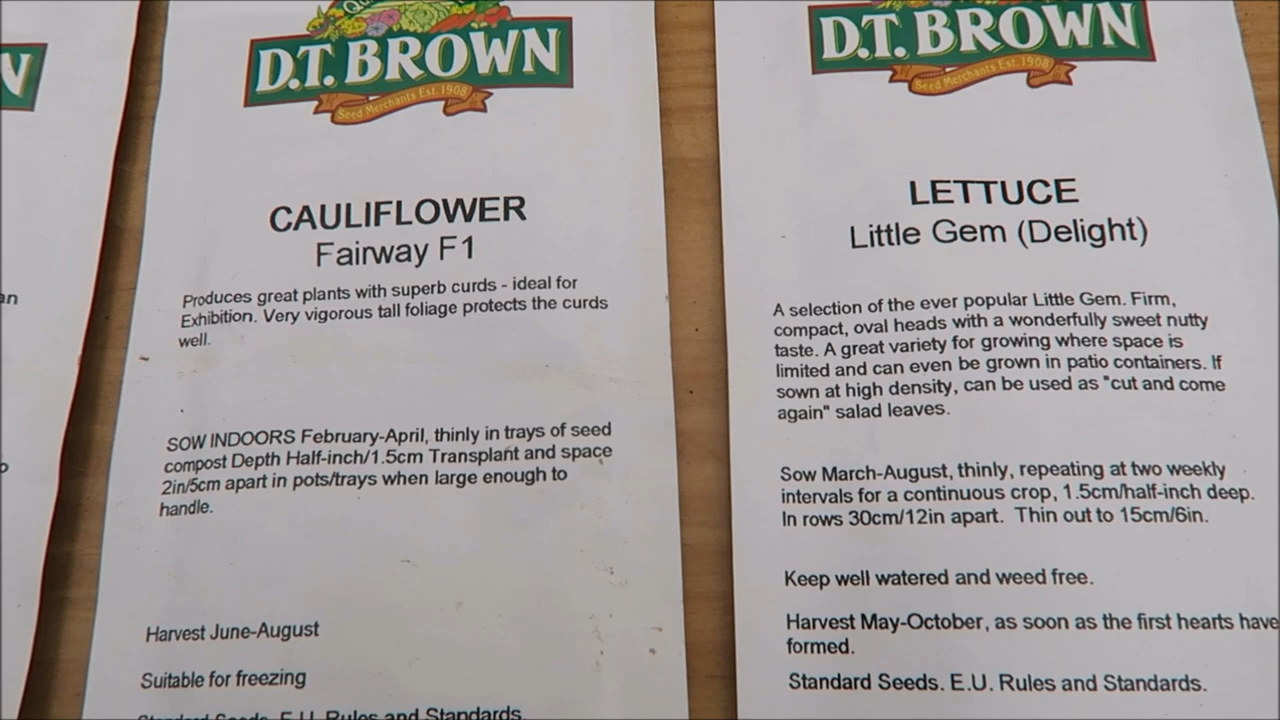 N
an
D.T. BROWN
Seed Merchants Est. 1908
CAULIFLOWER
Fairway F1
Produces great plants with superb curds - ideal for
Exhibition. Very vigorous tall foliage protects the curds
well.
SOW INDOORS February-April, thinly in trays of seed
compost Depth Half-inch/1.5cm Transplant and space
2in/5cm apart in pots/trays when large enough to
handle.
Harvest June-August
Suitable for freezing
Standard Seeds. E.U. Rules and Standards.
D.T. BROWN
Seed Merchants Est. 1908
LETTUCE
Little Gem (Delight)
A selection of the ever popular Little Gem. Firm,
compact, oval heads with a wonderfully sweet nutty
taste. A great variety for growing where space is
limited and can even be grown in patio containers. If
sown at high density, can be used as "cut and come
again" salad leaves.
Sow March-August, thinly, repeating at two weekly
intervals for a continuous crop, 1.5cm/half-inch deep.
In rows 30cm/12in apart. Thin out to 15cm/6in.
Keep well watered and weed free.
Harvest May-October, as soon as the first hearts have
formed.
Standard Seeds. E.U. Rules and Standards.